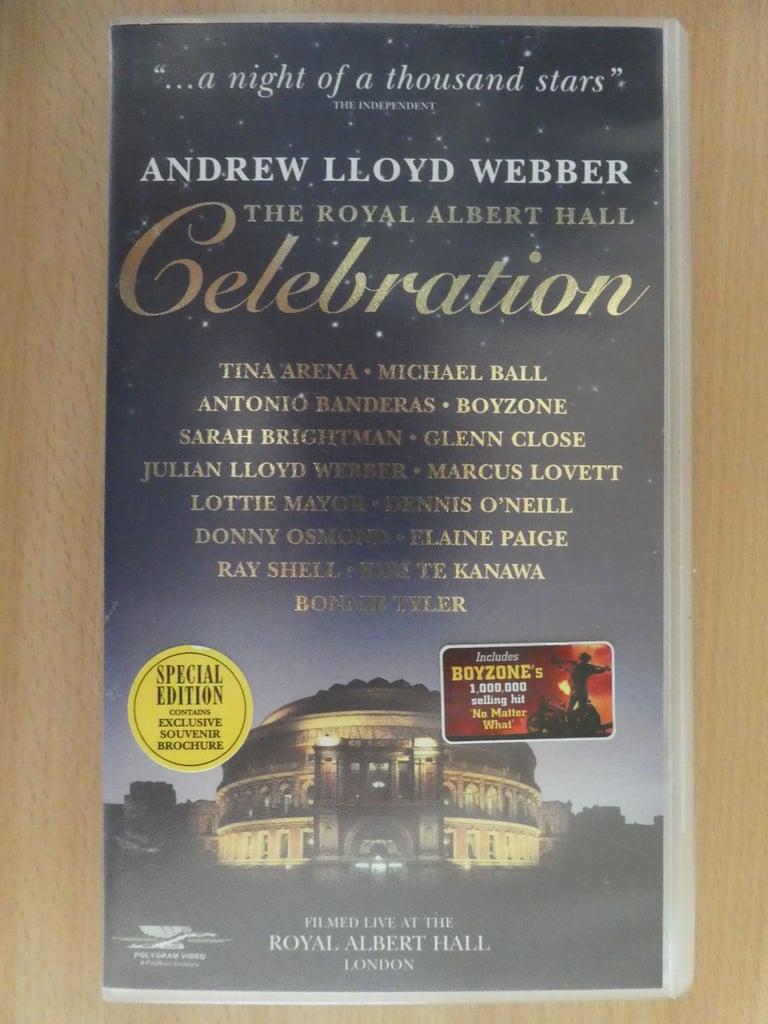 “...a night of a thousand stars”
THE INDEPENDENT
ANDREW LLOYD WEBBER
THE ROYAL ALBERT HALL
Celebration
TINA ARENA • MICHAEL BALL
ANTONIO BANDERAS • BOYZONE
SARAH BRIGHTMAN • GLENN CLOSE
JULIAN LLOYD WEBBER • MARCUS LOVETT
LOTTIE MAYOR • DENNIS O’NEILL
DONNY OSMOND • ELAINE PAIGE
RAY SHELL • KIRI TE KANAWA
BONNIE TYLER
SPECIAL
EDITION
CONTAINS
EXCLUSIVE
SOUVENIR
BROCHURE
Includes
BOYZONE's
1,000,000
selling hit
'No Matter
What'
FILMED LIVE AT THE
ROYAL ALBERT HALL
LONDON
POLYGRAM VIDEO
A PolyGram Company